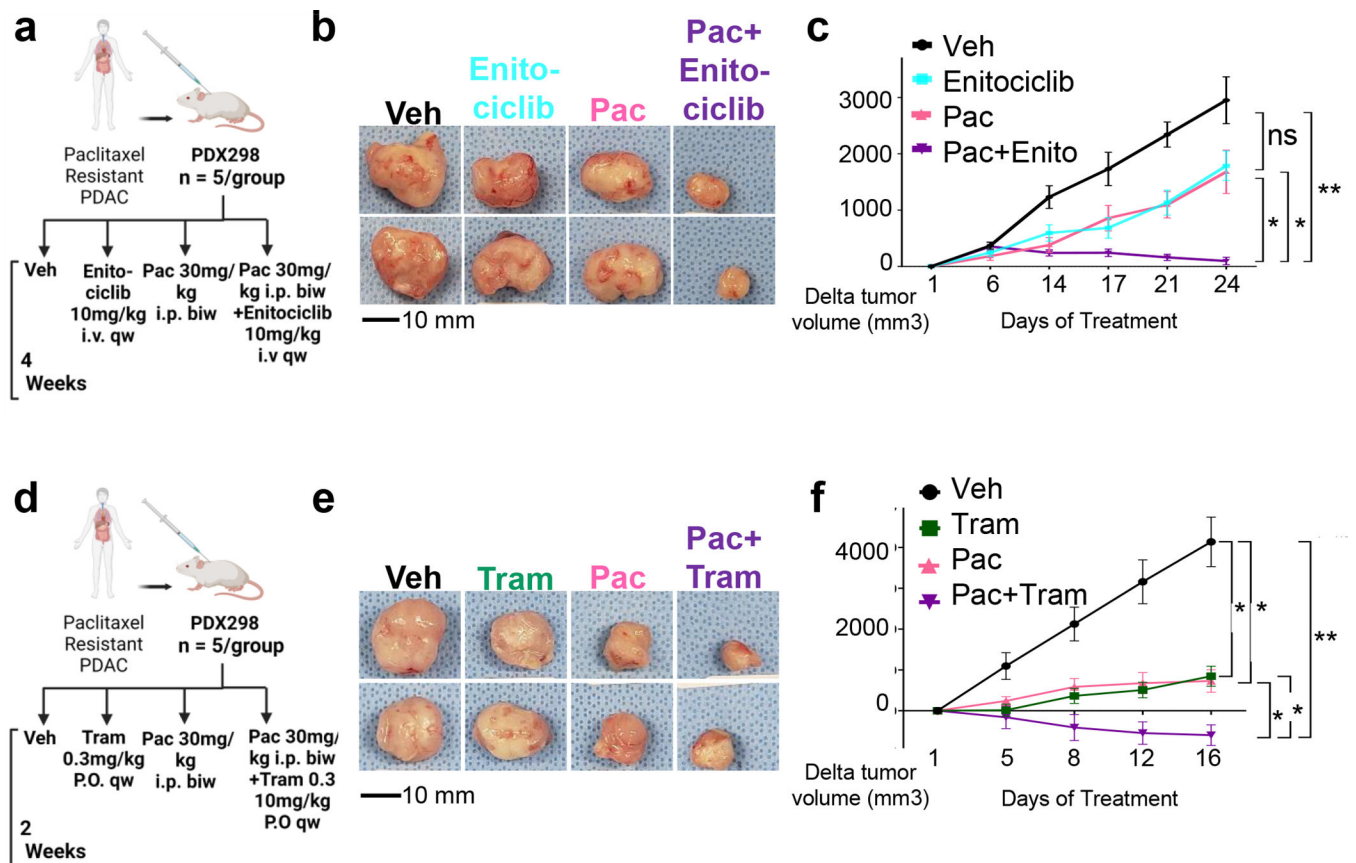 a
Paclitaxel
Resistant
PDAC
PDX298
n = 5/group
Veh
Enito-
ciclib
10mg/kg
i.v. qw
Pac 30mg/
kg
i.p. biw
Pac 30mg/
kg i.p. biw
+Enitociclib
10mg/kg
i.v qw
4
Weeks
b
Veh
Enito-
ciclib
Pac
Pac+
Enito-
ciclib
10 mm
c
Veh
Enitociclib
Pac
Pac+Enito
3000
2000
1000
0
ns
*
*
**
1 6 14 17 21 24
Delta tumor
volume (mm3)
Days of Treatment
d
Paclitaxel
Resistant
PDAC
PDX298
n = 5/group
Veh
Tram
0.3mg/kg
P.O. qw
Pac 30mg/
kg
i.p. biw
Pac 30mg/
kg i.p. biw
+Tram 0.3
10mg/kg
P.O qw
2
Weeks
e
Veh
Tram
Pac
Pac+
Tram
10 mm
f
Veh
Tram
Pac
Pac+Tram
4000
2000
0
*
*
**
*
*
1 5 8 12 16
Delta tumor
volume (mm3)
Days of Treatment